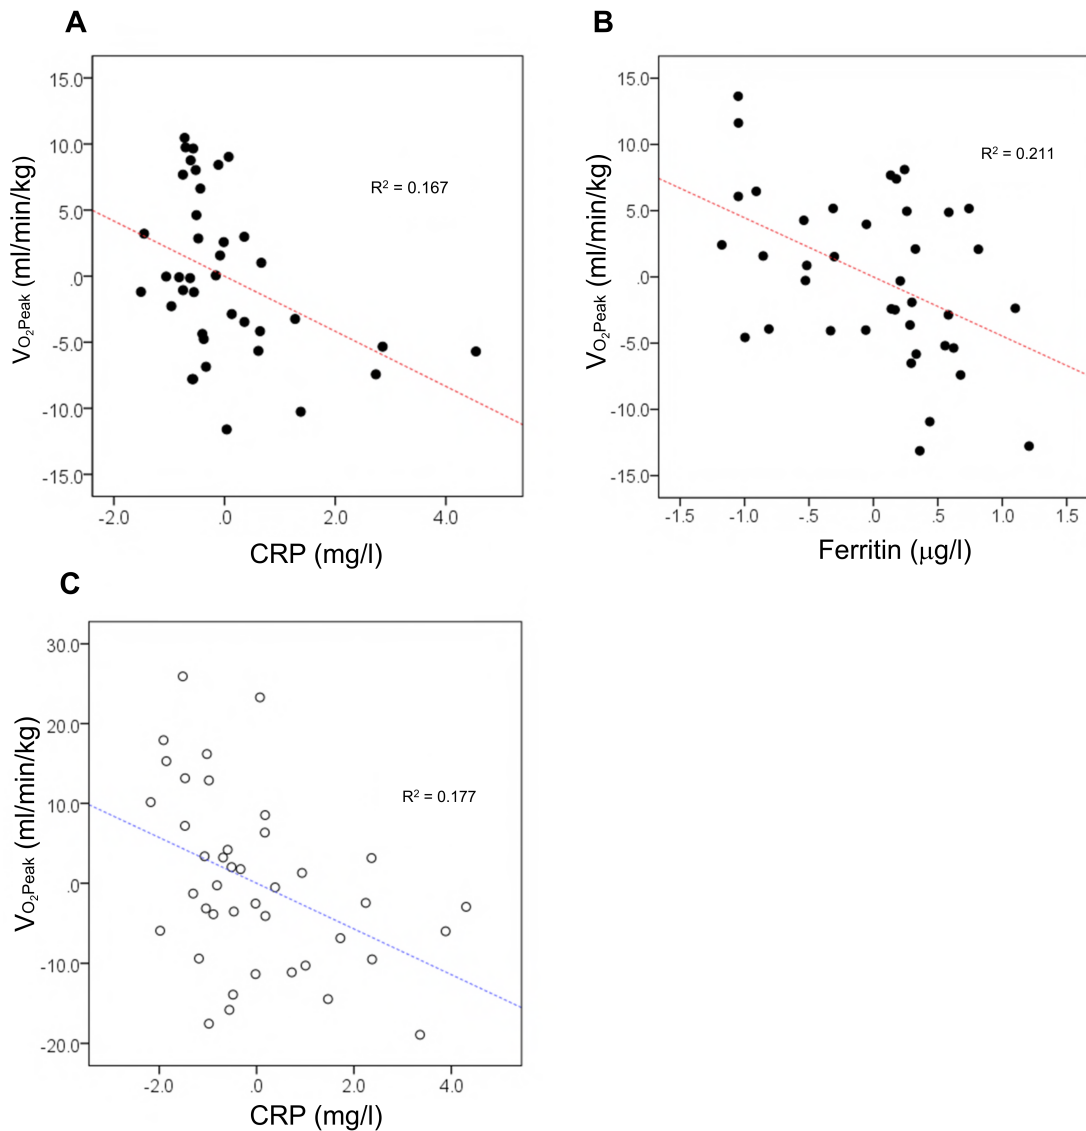 A
15.0
10.0
5.0
.0
-5.0
-10.0
-15.0
VO₂Peak (ml/min/kg)
R² = 0.167
-2.0 .0 2.0 4.0
CRP (mg/l)
B
15.0
10.0
5.0
.0
-5.0
-10.0
-15.0
VO₂Peak (ml/min/kg)
R² = 0.211
-1.5 -1.0 -.5 .0 .5 1.0 1.5
Ferritin (μg/l)
C
30.0
20.0
10.0
.0
-10.0
-20.0
VO₂Peak (ml/min/kg)
R² = 0.177
-2.0 .0 2.0 4.0
CRP (mg/l)